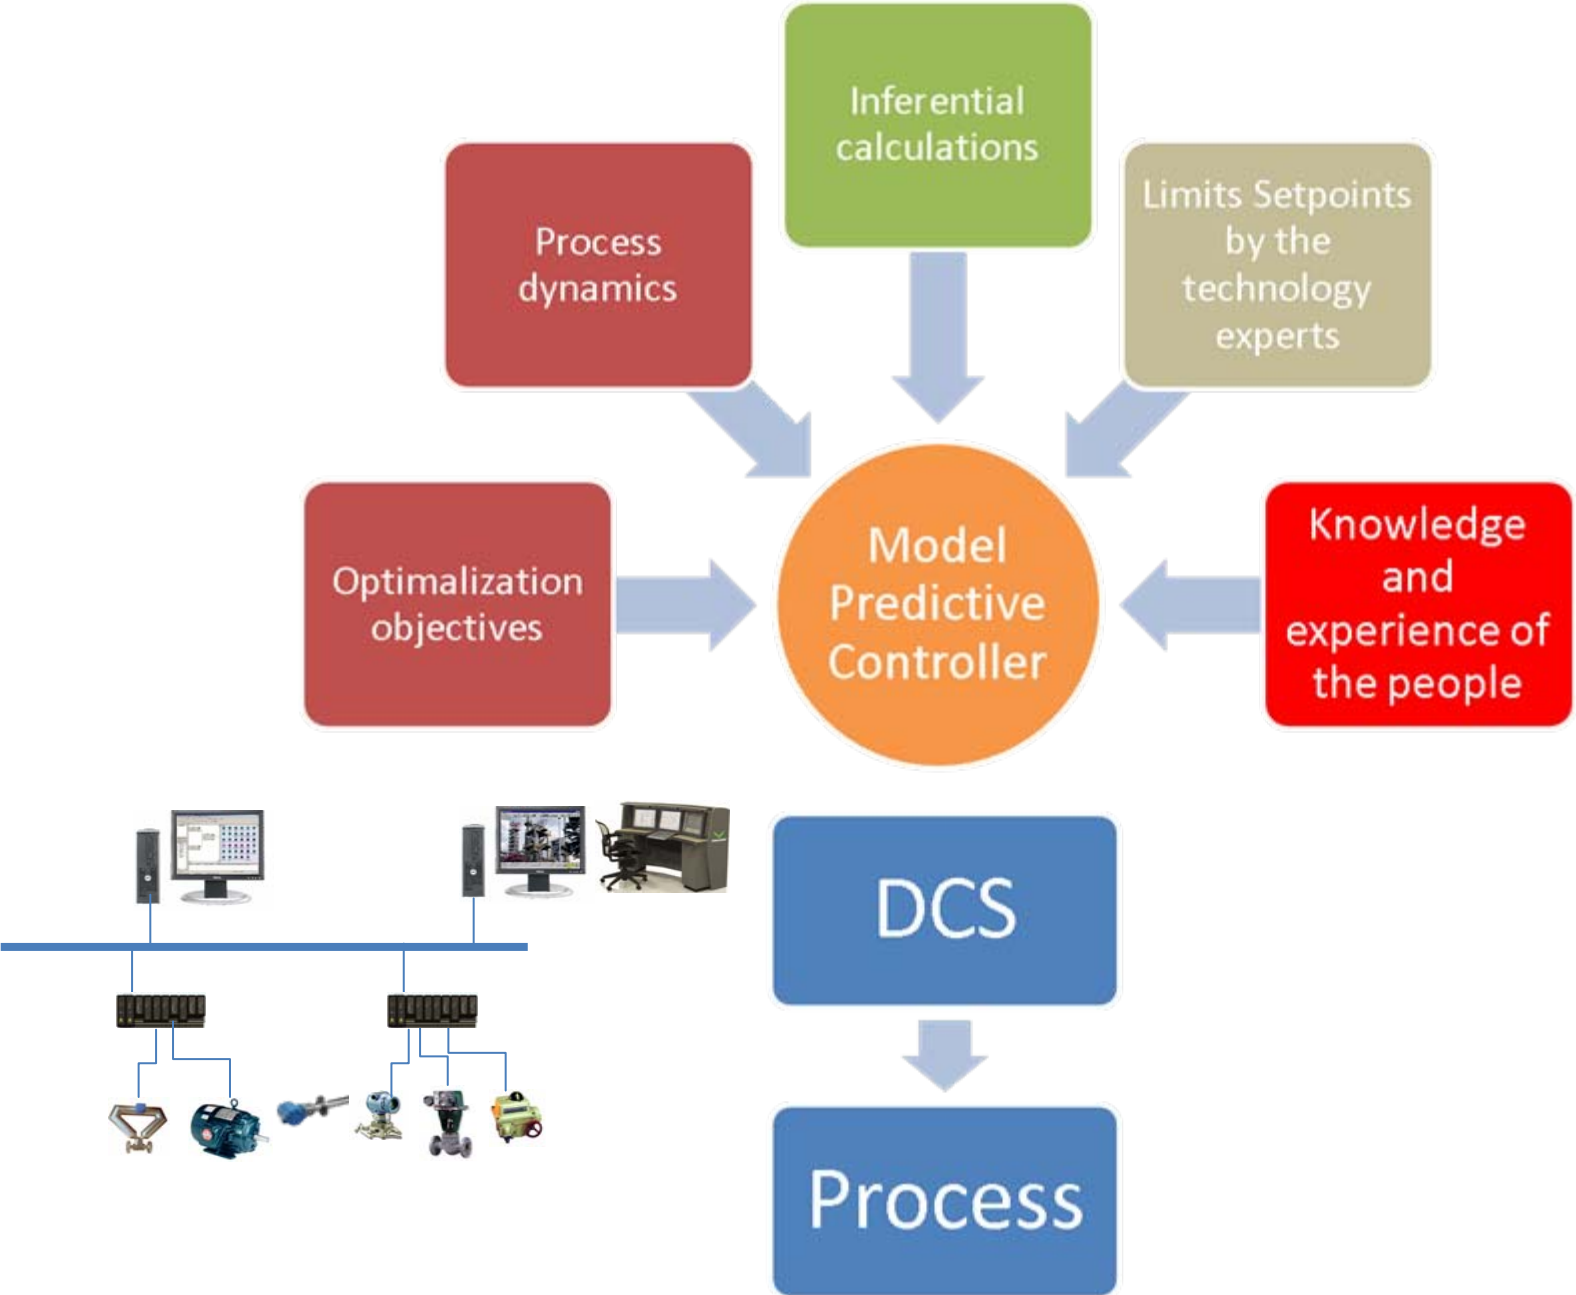 Inferential
calculations
Process
dynamics
Limits Setpoints
by the
technology
experts
Optimalization
objectives
Model
Predictive
Controller
Knowledge
and
experience of
the people
DCS
Process